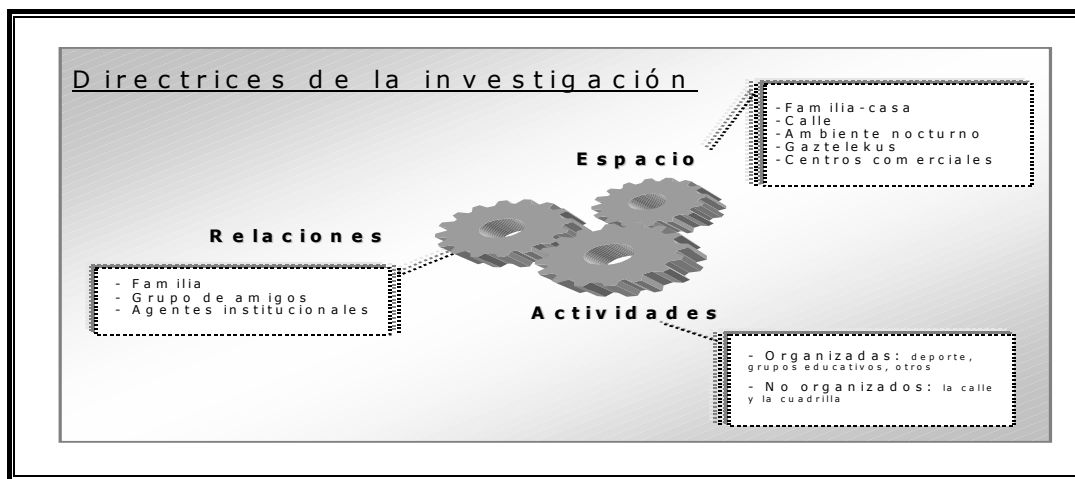 Directrices de la investigación
Espacio
-Familia-casa
-Calle
-Ambiente nocturno
-Gaztelekus
-Centros comerciales
Relaciones
- Familia
- Grupo de amigos
- Agentes institucionales
Actividades
- Organizadas: deporte,
grupos educativos, otros
- No organizados: la calle
y la cuadrilla